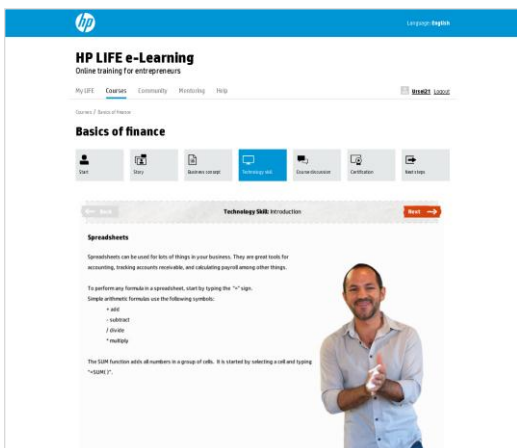 hp
Language: English
HP LIFE e-Learning
Online training for entrepreneurs
My LIFE Courses Community Mentoring Help
Logout
Courses / Basics of finance
Basics of finance
Start Story Business concept Technology skill Course discussion Certification Next steps
Back Technology Skill: Introduction Next
Spreadsheets
Spreadsheets can be used for lots of things in your business. They are great tools for
accounting, tracking accounts receivable, and calculating payroll among other things.
To perform any formula in a spreadsheet, start by typing the "=" sign.
Simple arithmetic formulas use the following symbols:
+ add
- subtract
/ divide
* multiply
The SUM function adds all numbers in a group of cells. It is started by selecting a cell and typing
"=SUM( )".